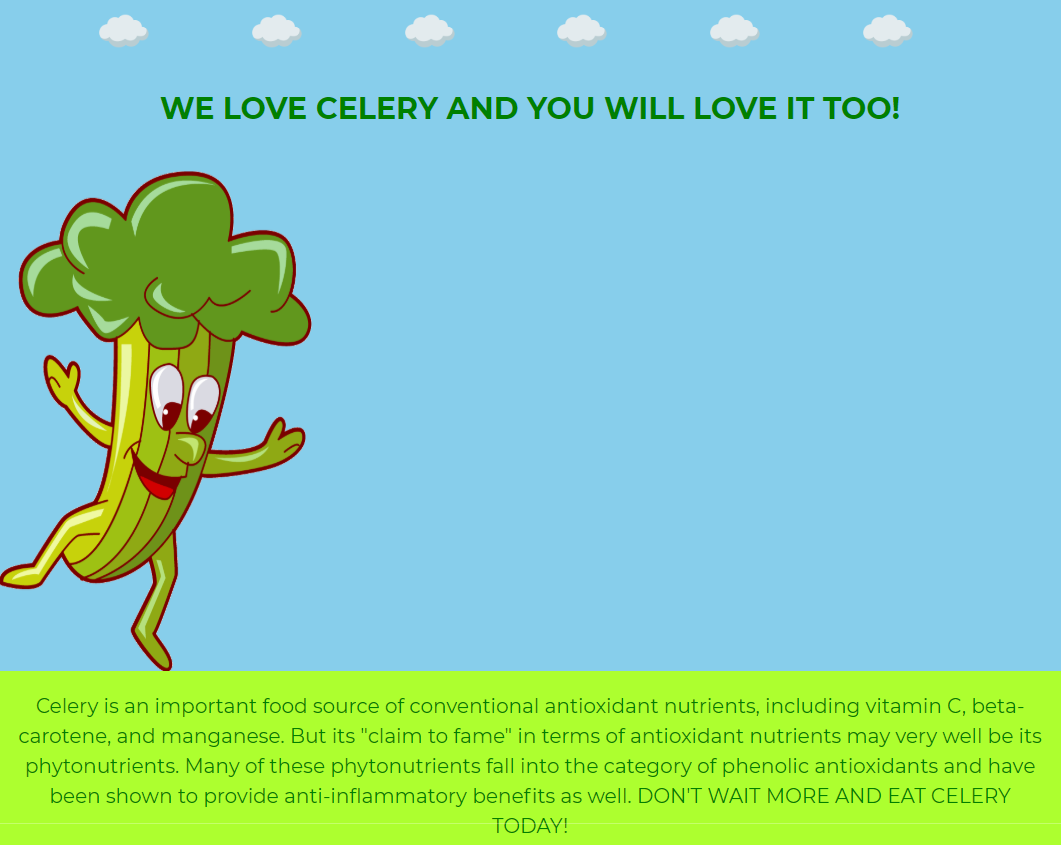 WE LOVE CELERY AND YOU WILL LOVE IT TOO!
Celery is an important food source of conventional antioxidant nutrients, including vitamin C, beta-
carotene, and manganese. But its "claim to fame" in terms of antioxidant nutrients may very well be its
phytonutrients. Many of these phytonutrients fall into the category of phenolic antioxidants and have
been shown to provide anti-inflammatory benefits as well. DON'T WAIT MORE AND EAT CELERY
TODAY!